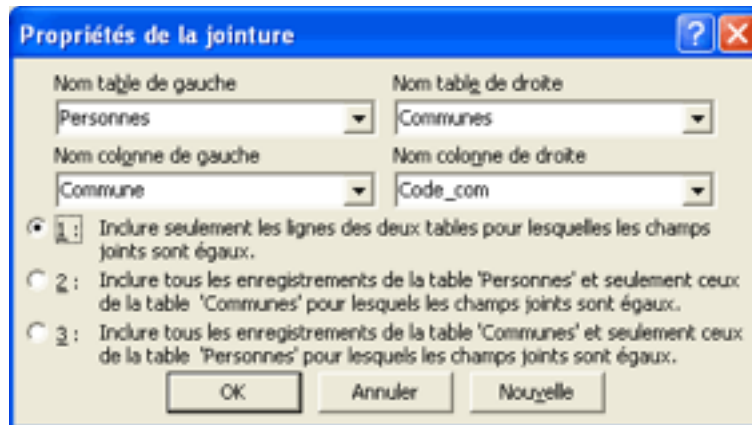 Propriétés de la jointure
Nom table de gauche
Nom table de droite
Personnes
Communes
Nom colonne de gauche
Nom colonne de droite
Commune
Code_com
1 : Inclure seulement les lignes des deux tables pour lesquelles les champs
joints sont égaux.
2 : Inclure tous les enregistrements de la table 'Personnes' et seulement ceux
de la table 'Communes' pour lesquels les champs joints sont égaux.
3 : Inclure tous les enregistrements de la table 'Communes' et seulement ceux
de la table 'Personnes' pour lesquels les champs joints sont égaux.
OK
Annuler
Nouvelle